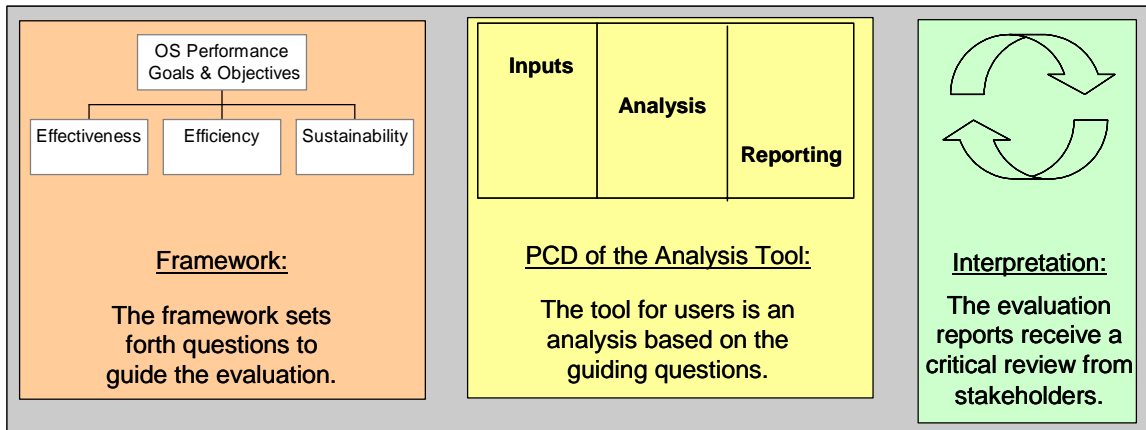 OS Performance
Goals & Objectives
Effectiveness
Efficiency
Sustainability
Framework:
The framework sets
forth questions to
guide the evaluation.
Inputs
Analysis
Reporting
PCD of the Analysis Tool:
The tool for users is an
analysis based on the
guiding questions.
Interpretation:
The evaluation
reports receive a
critical review from
stakeholders.